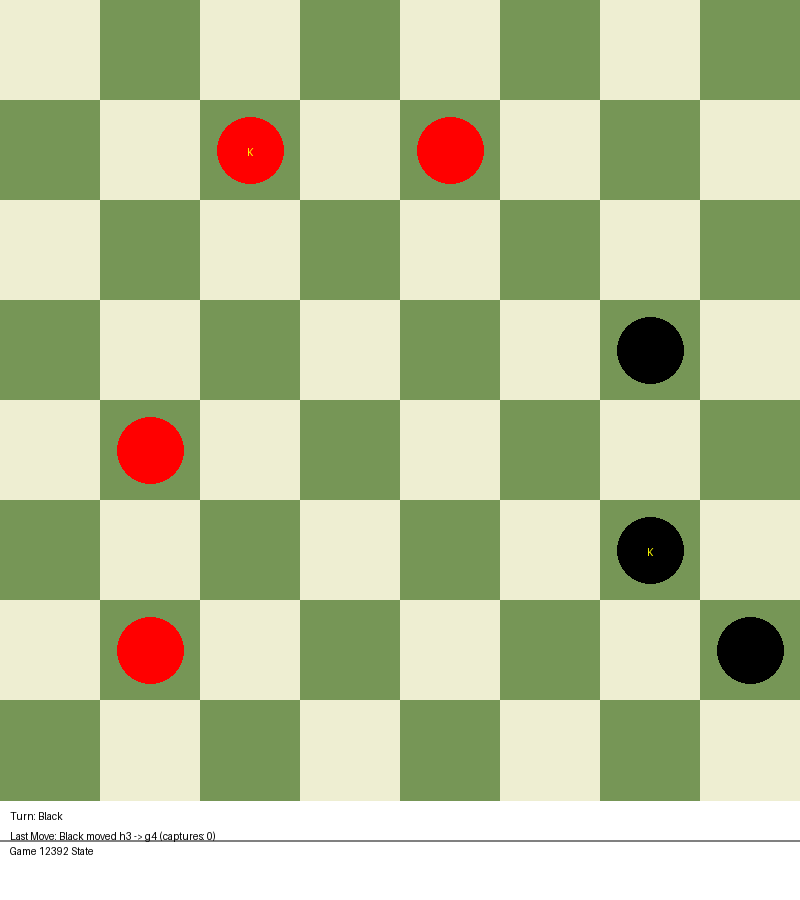 K
K
Turn: Black
Last Move: Black moved h3 -> g4 (captures: 0)
Game 12392 State